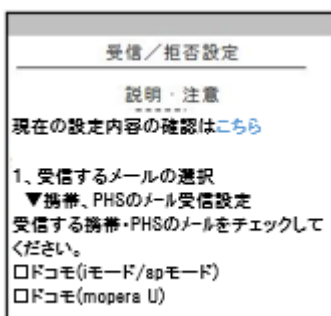 受信／拒否設定
説明・注意
現在の設定内容の確認はこちら
1、受信するメールの選択
▼携帯、PHSのﾒｰﾙ受信設定
受信する携帯・PHSのﾒｰﾙをチェックして
ください。
□ドコモ(iモード/spモード)
□ドコモ(mopera U)